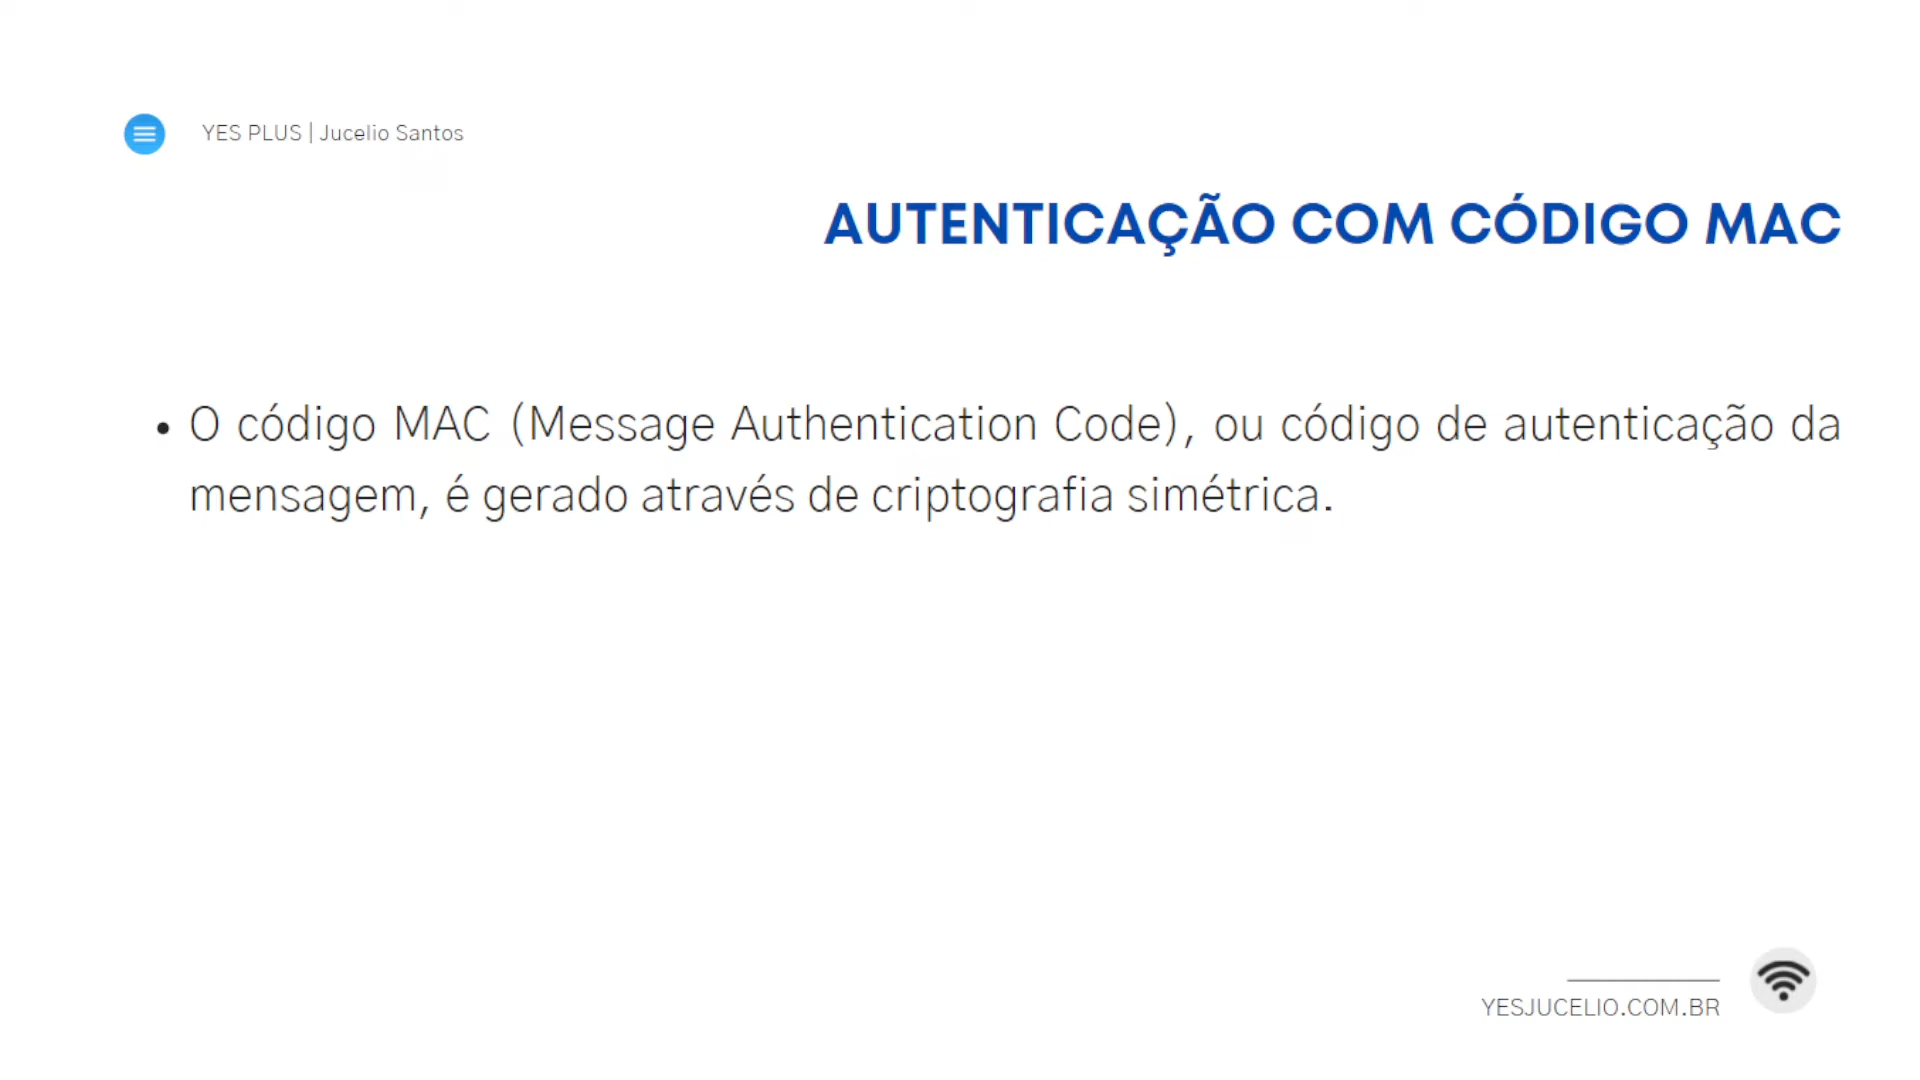 YES PLUS | Jucelio Santos
AUTENTICAÇÃO COM CÓDIGO MAC
• O código MAC (Message Authentication Code), ou código de autenticação da
mensagem, é gerado através de criptografia simétrica.
YESJUCELIO.COM.BR